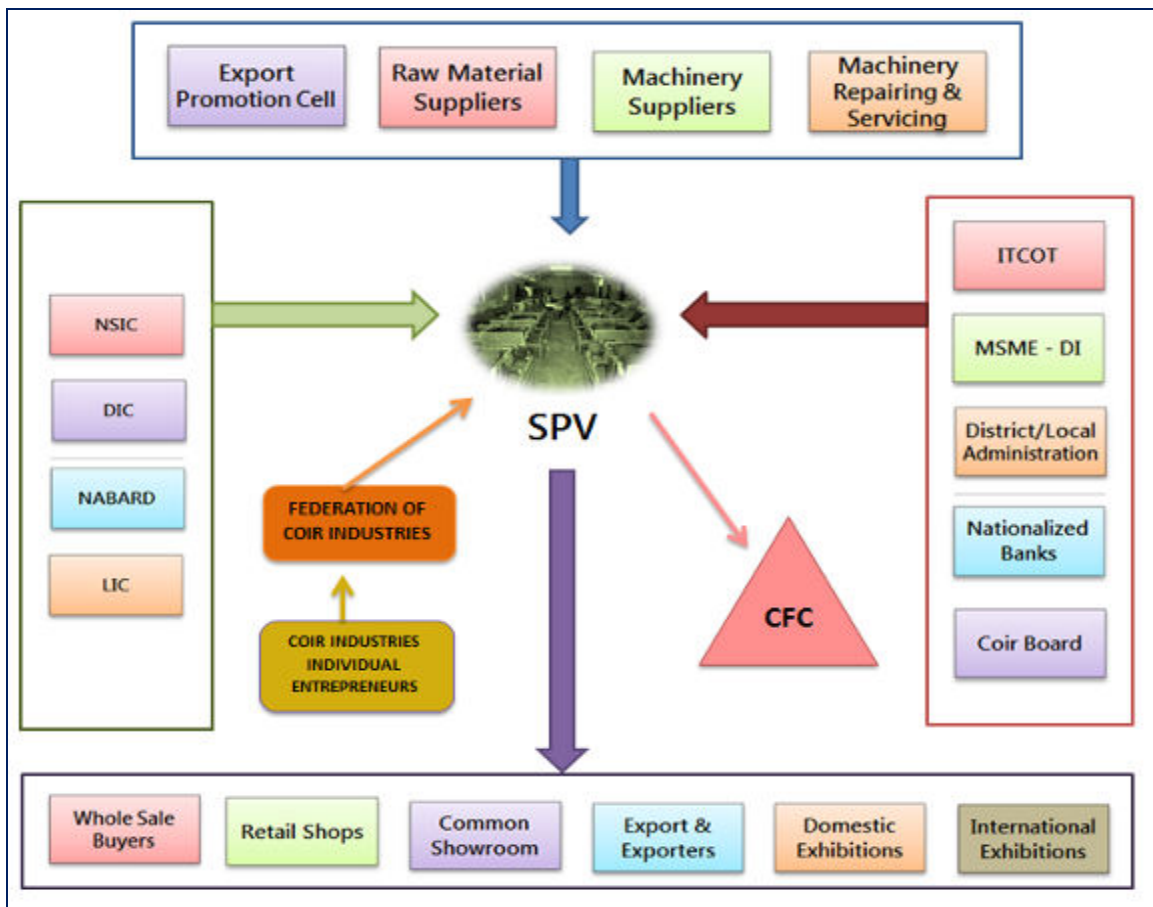 Export
Promotion Cell
Raw Material
Suppliers
Machinery
Suppliers
Machinery
Repairing &
Servicing
NSIC
DIC
NABARD
LIC
SPV
FEDERATION OF
COIR INDUSTRIES
COIR INDUSTRIES
INDIVIDUAL
ENTREPRENEURS
CFC
ITCOT
MSME - DI
District/Local
Administration
Nationalized
Banks
Coir Board
Whole Sale
Buyers
Retail Shops
Common
Showroom
Export &
Exporters
Domestic
Exhibitions
International
Exhibitions